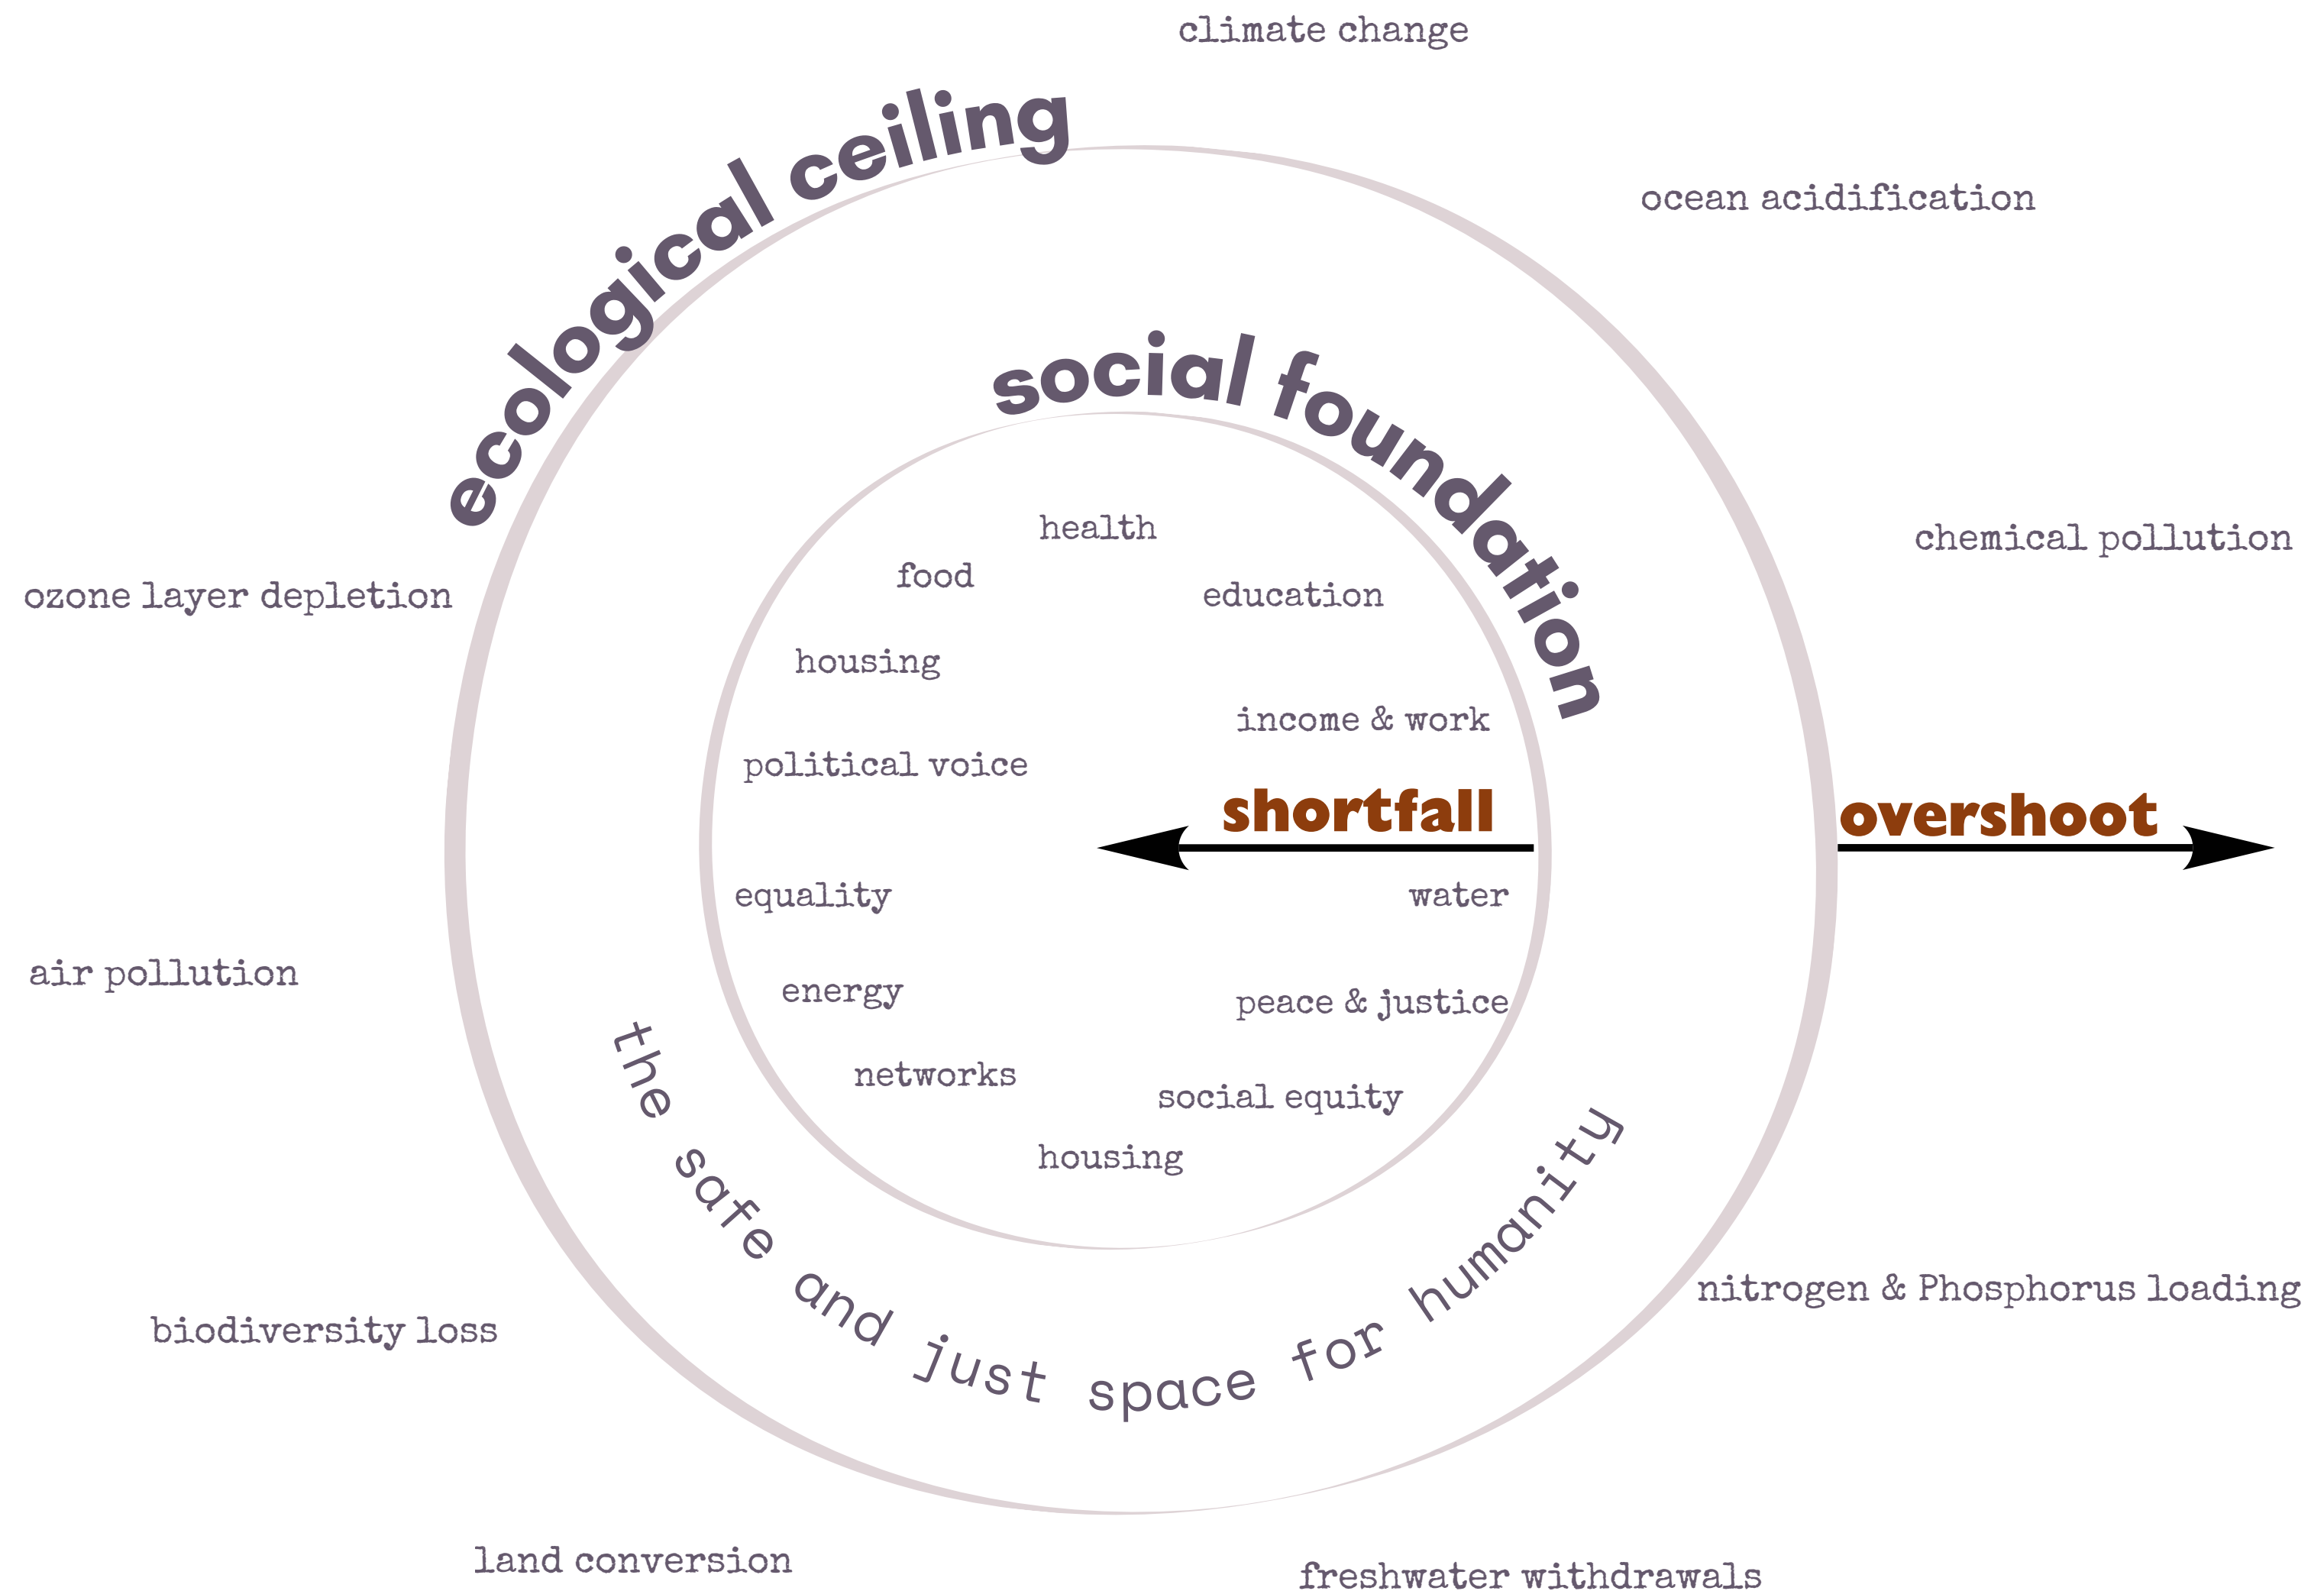 climate change
ocean acidification
ecological ceiling
social foundation
health
chemical pollution
food
education
ozone layer depletion
housing
income & work
political voice
shortfall
overshoot
equality
water
air pollution
energy
peace & justice
networks
social equity
housing
the safe and just space for humanity
nitrogen & Phosphorus loading
biodiversity loss
land conversion
freshwater withdrawals